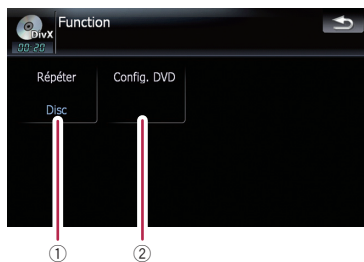 Function
DivX
00:20
Répéter
Config. DVD
Disc
①
②